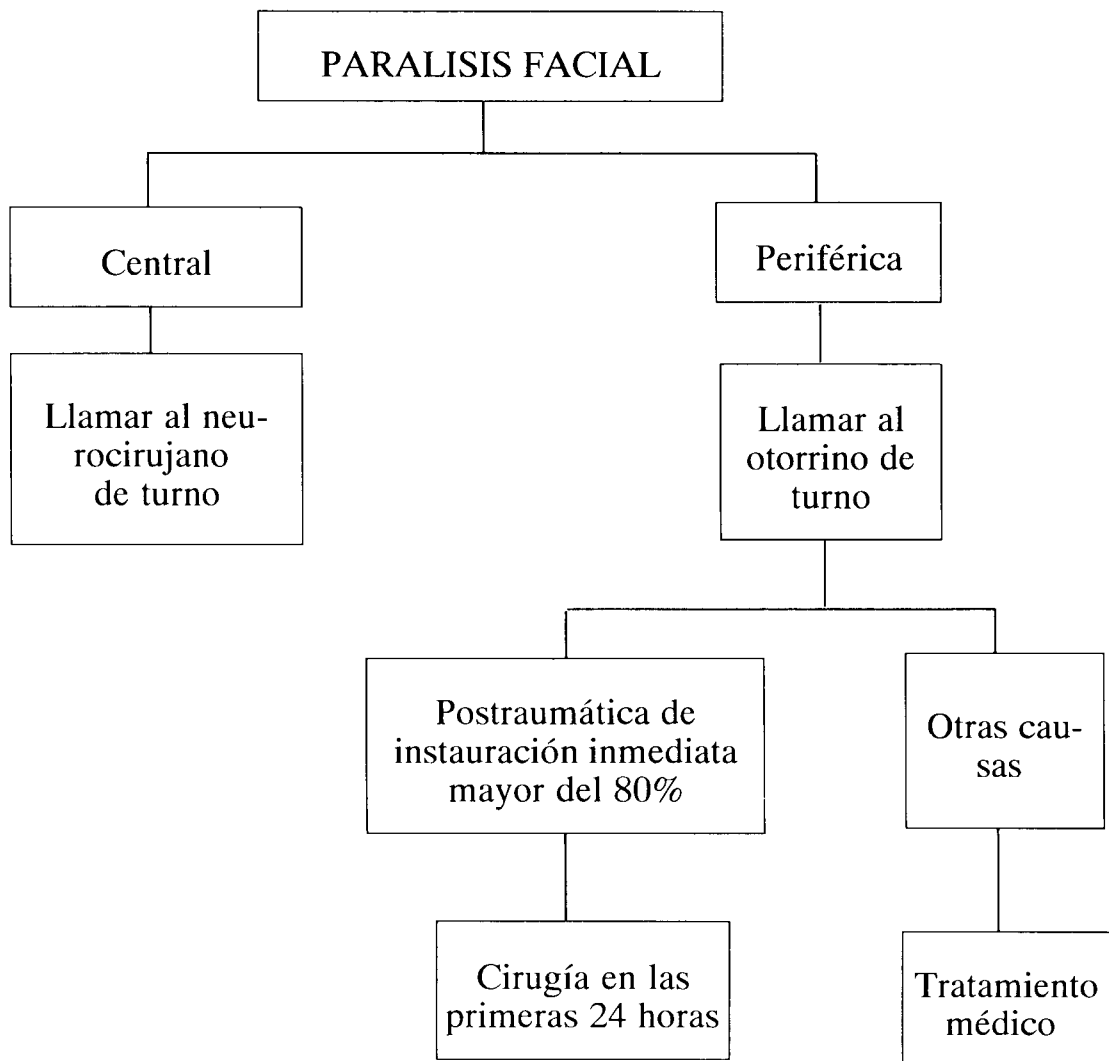 PARALISIS FACIAL
Central
Periférica
Llamar al neu-
rocirujano
de turno
Llamar al
otorrino de
turno
Postraumática de
instauración inmediata
mayor del 80%
Otras cau-
sas
Cirugía en las
primeras 24 horas
Tratamiento
médico